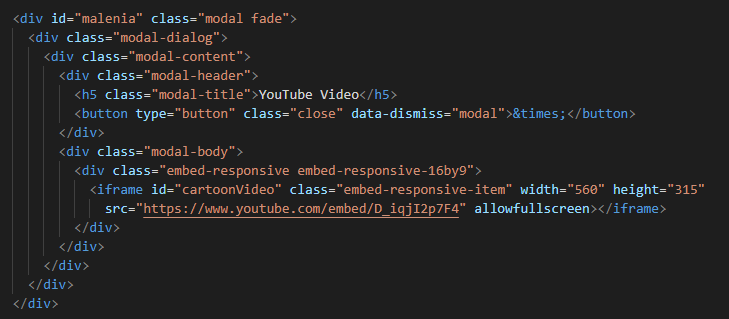 <div id="malenia" class="modal fade">
<div class="modal-dialog">
<div class="modal-content">
<div class="modal-header">
<h5 class="modal-title">YouTube Video</h5>
<button type="button" class="close" data-dismiss="modal">&times;</button>
</div>
<div class="modal-body">
<div class="embed-responsive embed-responsive-16by9">
<iframe id="cartoonVideo" class="embed-responsive-item" width="560" height="315"
src="https://www.youtube.com/embed/D_iqjI2p7F4" allowfullscreen></iframe>
</div>
</div>
</div>
</div>
</div>